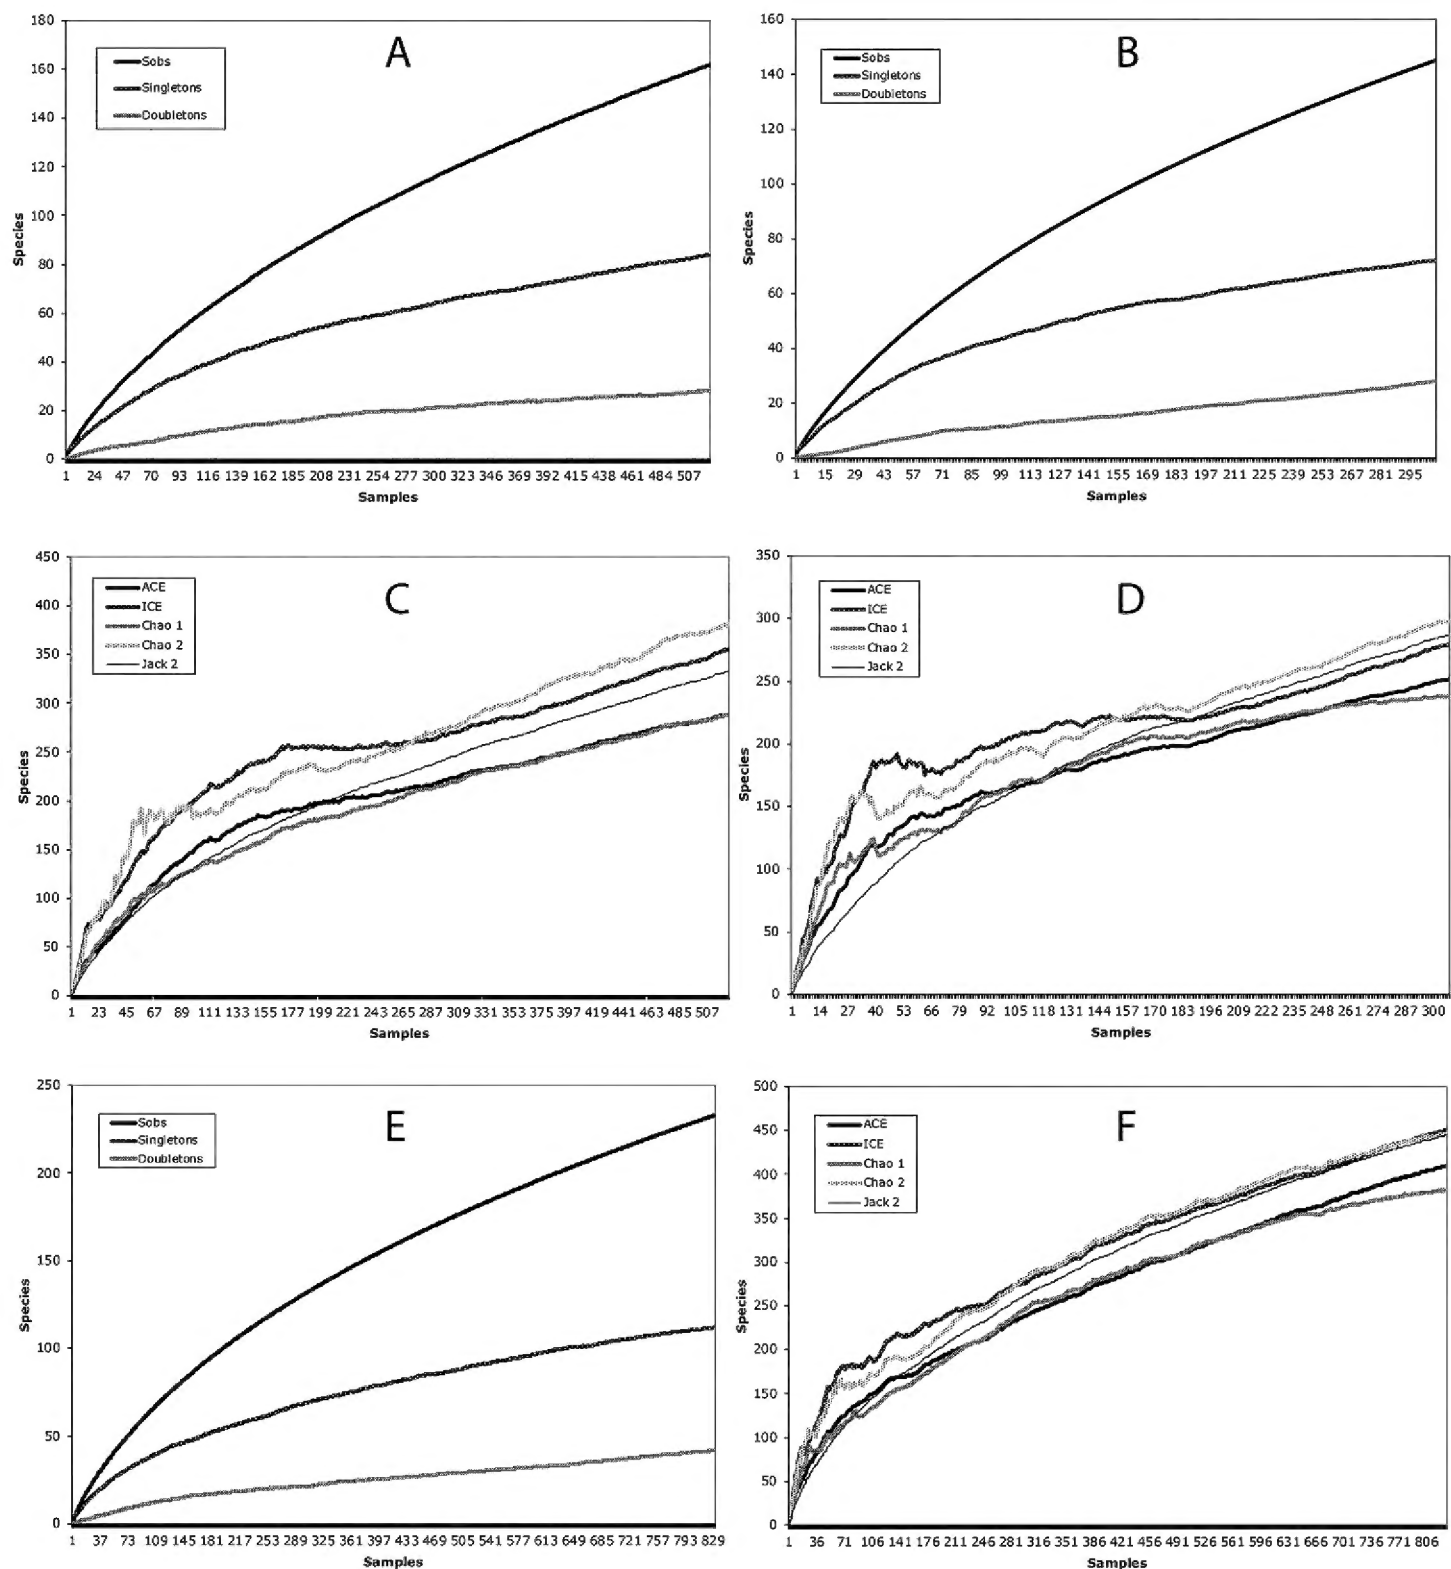 A
Sobs
Singletons
Doubletons
Species
180
160
140
120
100
80
60
40
20
0
1 24 47 70 93 116 139 162 185 208 231 254 277 300 323 346 369 392 415 438 461 484 507
Samples
B
Sobs
Singletons
Doubletons
Species
160
140
120
100
80
60
40
20
0
1 15 29 43 57 71 85 99 113 127 141 155 169 183 197 211 225 239 253 267 281 295
Samples
C
ACE
ICE
Chao 1
Chao 2
Jack 2
Species
450
400
350
300
250
200
150
100
50
0
1 23 45 67 89 111 133 155 177 199 221 243 265 287 309 331 353 375 397 419 441 463 485 507
Samples
D
ACE
ICE
Chao 1
Chao 2
Jack 2
Species
350
300
250
200
150
100
50
0
1 14 27 40 53 66 79 92 105 118 131 144 157 170 183 196 209 222 235 248 261 274 287 300
Samples
E
Sobs
Singletons
Doubletons
Species
250
200
150
100
50
0
1 37 73 109 145 181 217 253 289 325 361 397 433 469 505 541 577 613 649 685 721 757 793 829
Samples
F
ACE
ICE
Chao 1
Chao 2
Jack 2
Species
500
450
400
350
300
250
200
150
100
50
0
1 36 71 106 141 176 211 246 281 316 351 386 421 456 491 526 561 596 631 666 701 736 771 806
Samples